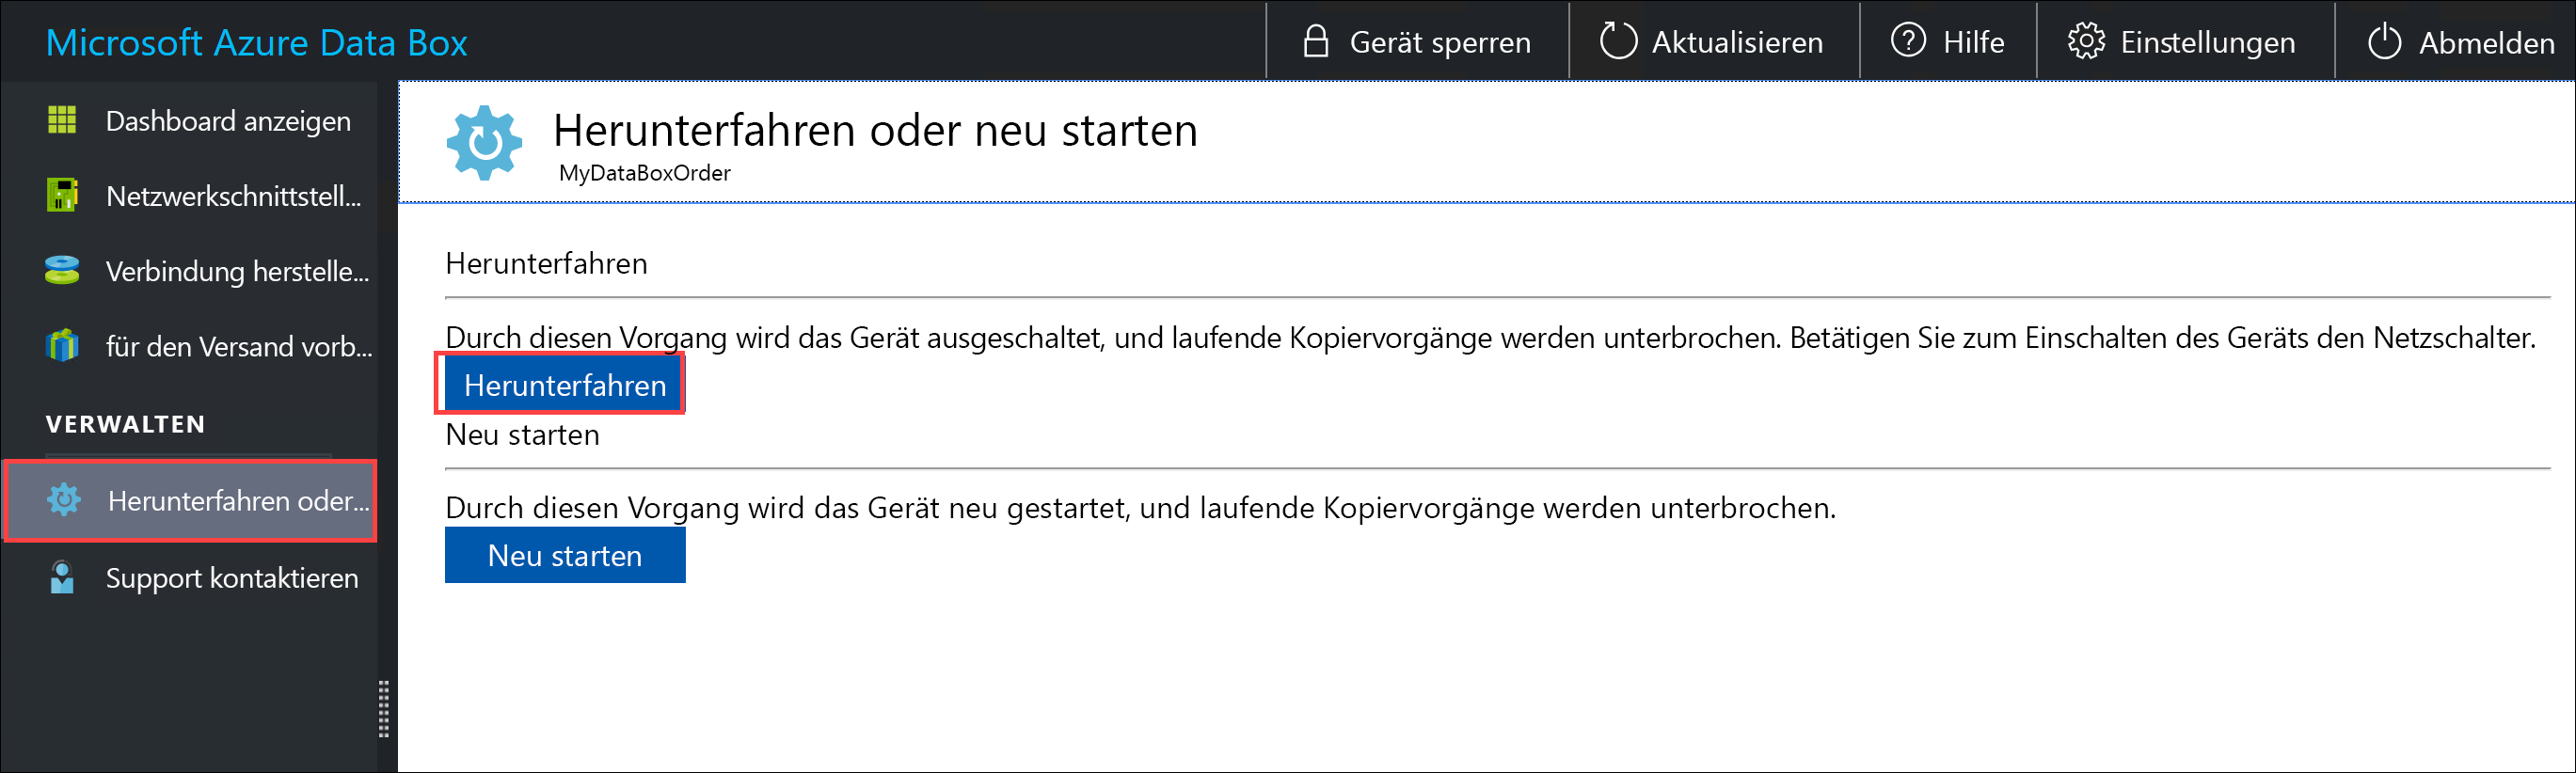 Microsoft Azure Data Box
Gerät sperren
Aktualisieren
Hilfe
Einstellungen
Abmelden
Dashboard anzeigen
Netzwerkschnittstell...
Verbindung herstelle...
für den Versand vorb...
VERWALTEN
Herunterfahren oder...
Support kontaktieren
Herunterfahren oder neu starten
MyDataBoxOrder
Herunterfahren
Durch diesen Vorgang wird das Gerät ausgeschaltet, und laufende Kopiervorgänge werden unterbrochen. Betätigen Sie zum Einschalten des Geräts den Netzschalter.
Herunterfahren
Neu starten
Durch diesen Vorgang wird das Gerät neu gestartet, und laufende Kopiervorgänge werden unterbrochen.
Neu starten